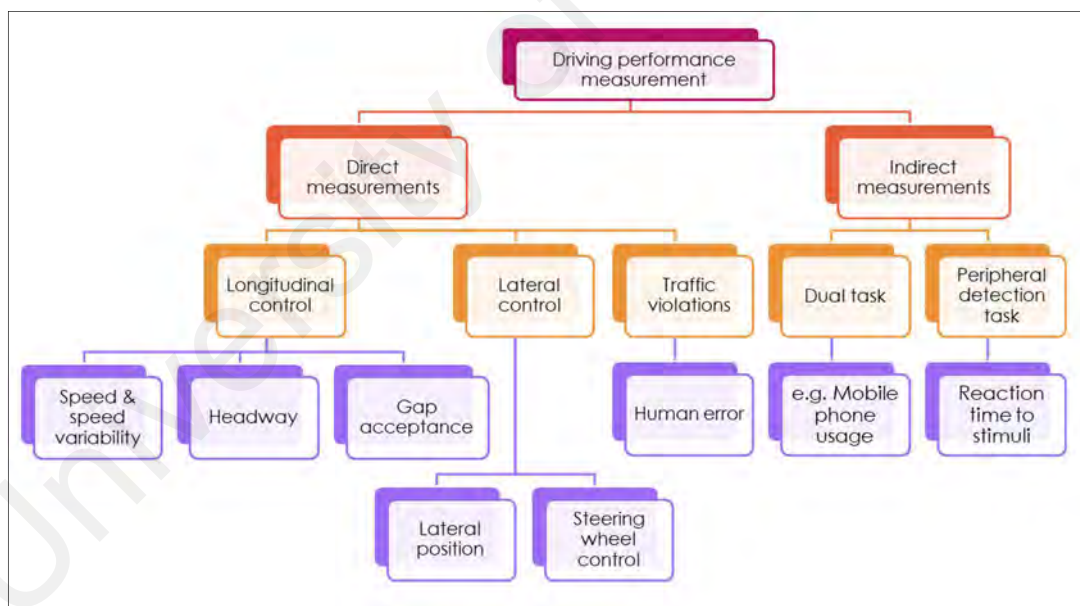 Driving performance
measurement
Direct
measurements
Indirect
measurements
Longitudinal
control
Lateral
control
Traffic
violations
Dual task
Peripheral
detection
task
Speed &
speed
variability
Headway
Gap
acceptance
Human error
e.g. Mobile
phone
usage
Reaction
time to
stimuli
Lateral
position
Steering
wheel
control
University o